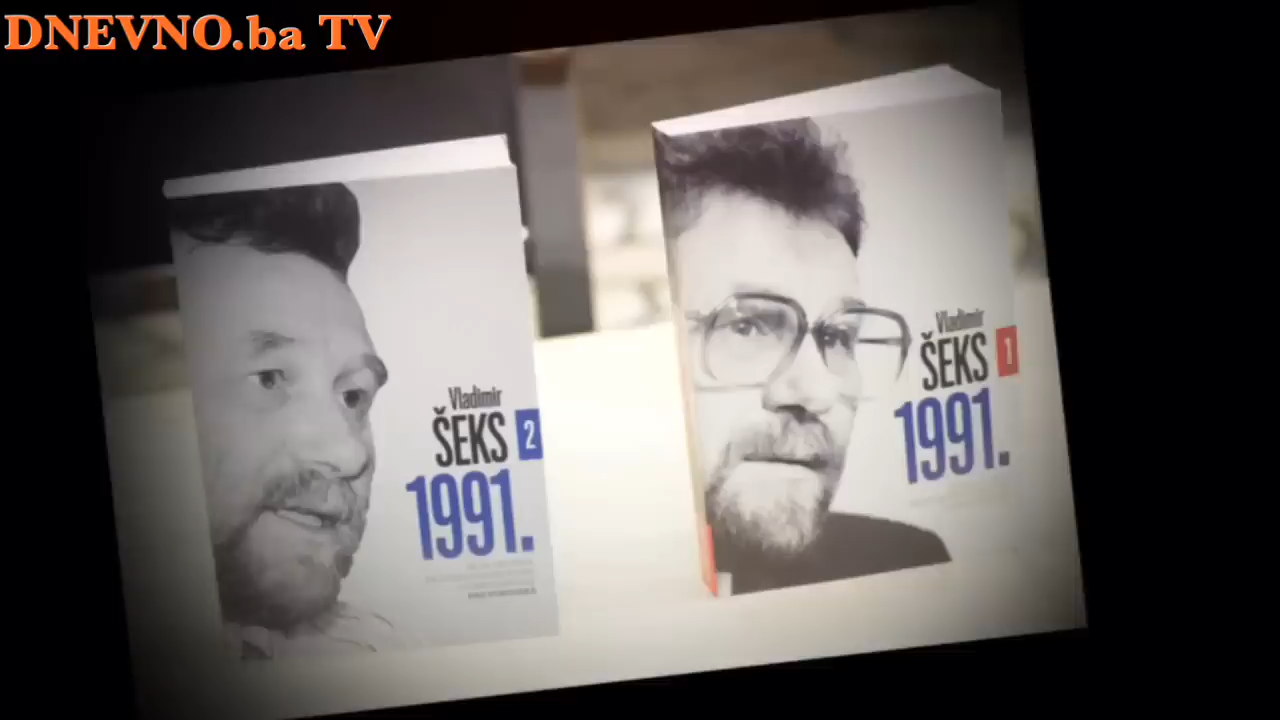 DNEVNO.ba TV
Vladimir
ŠEKS 2
1991.
Vladimir
ŠEKS 1
1991.